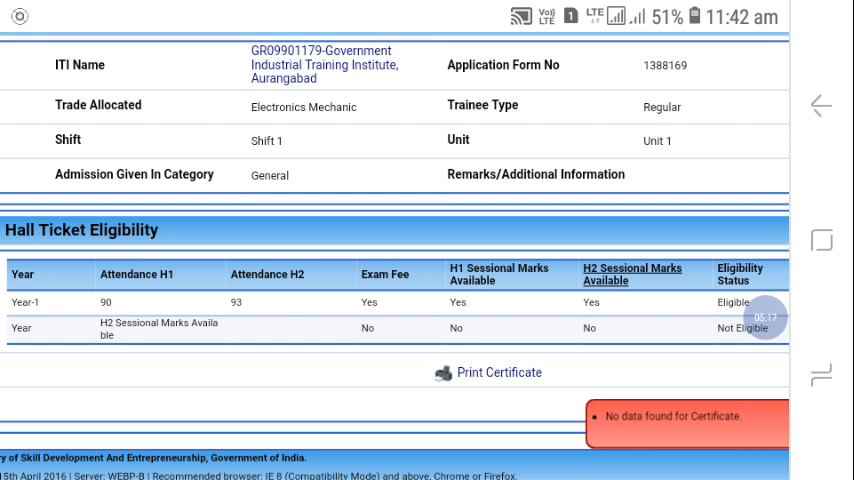 Vo)) LTE 1 LTE 51% 11:42 am
ITI Name GR09901179-Government Industrial Training Institute, Aurangabad Application Form No 1388169
Trade Allocated Electronics Mechanic Trainee Type Regular
Shift Shift 1 Unit Unit 1
Admission Given In Category General Remarks/Additional Information
Hall Ticket Eligibility
Year Attendance H1 Attendance H2 Exam Fee H1 Sessional Marks Available H2 Sessional Marks Available Eligibility Status
Year-1 90 93 Yes Yes Yes Eligible
05:17
Year H2 Sessional Marks Availa ble No No No Not Eligible
Print Certificate
No data found for Certificate.
ry of Skill Development And Entrepreneurship, Government of India.
15th April 2016 | Server: WEBP-B | Recommended browser: IE 8 (Compatibility Mode) and above, Chrome or Firefox.